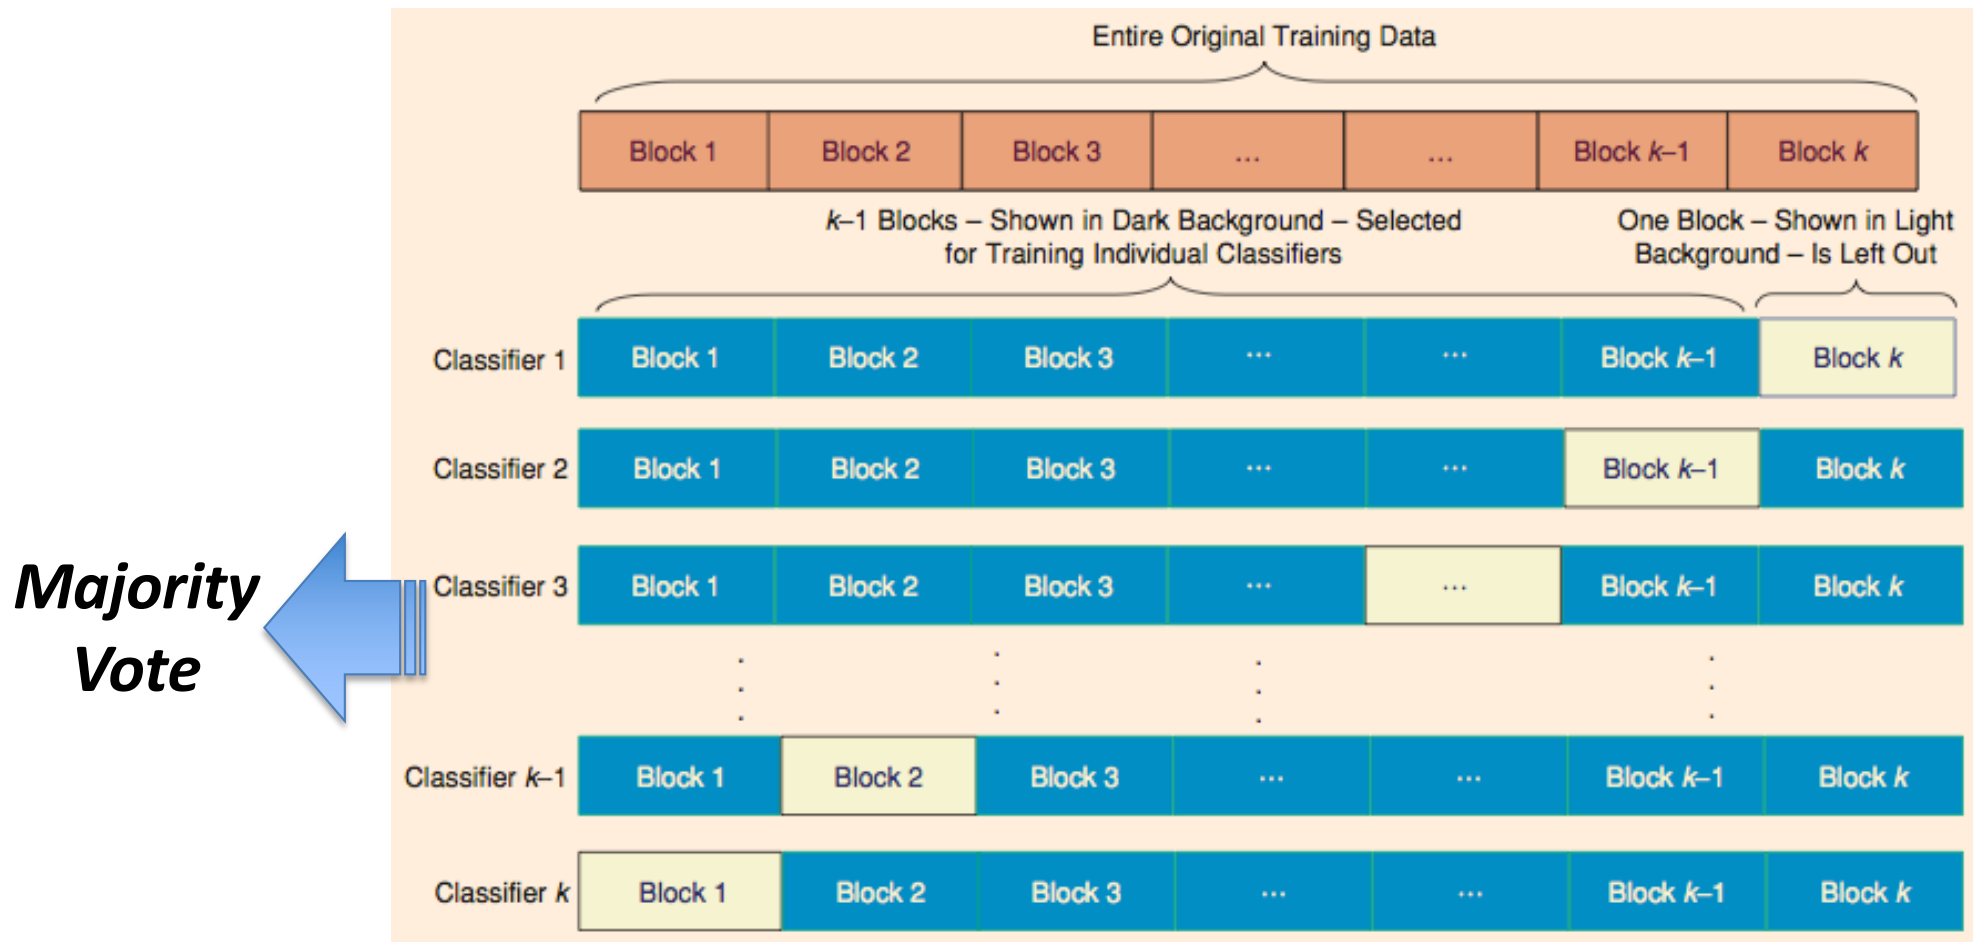 Entire Original Training Data
Block 1 Block 2 Block 3 ... ... Block k–1 Block k
k–1 Blocks – Shown in Dark Background – Selected
for Training Individual Classifiers
One Block – Shown in Light
Background – Is Left Out
Classifier 1 Block 1 Block 2 Block 3 ... ... Block k–1 Block k
Classifier 2 Block 1 Block 2 Block 3 ... ... Block k–1 Block k
Majority
Vote
Classifier 3 Block 1 Block 2 Block 3 ... ... Block k–1 Block k
Classifier k–1 Block 1 Block 2 Block 3 ... ... Block k–1 Block k
Classifier k Block 1 Block 2 Block 3 ... ... Block k–1 Block k